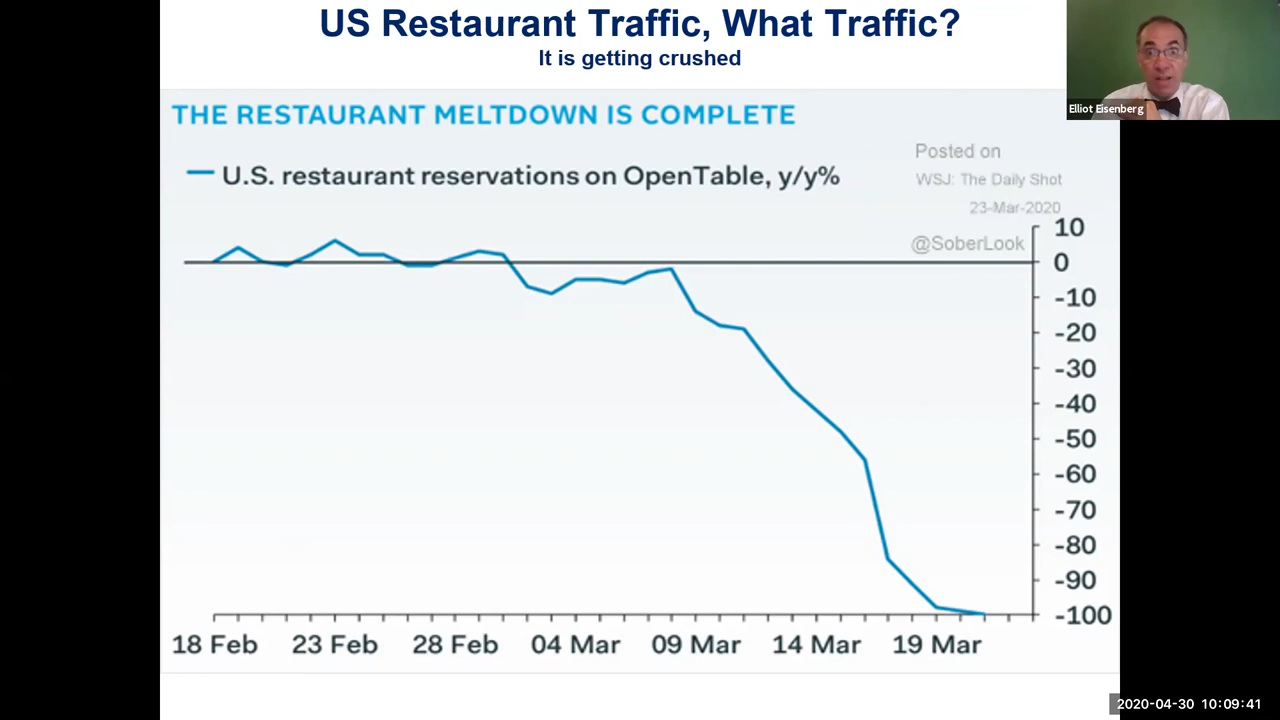 US Restaurant Traffic, What Traffic?
It is getting crushed
Elliot Eisenberg
THE RESTAURANT MELTDOWN IS COMPLETE
U.S. restaurant reservations on OpenTable, y/y%
Posted on
WSJ: The Daily Shot
23-Mar-2020
@SoberLook
10
0
-10
-20
-30
-40
-50
-60
-70
-80
-90
-100
18 Feb 23 Feb 28 Feb 04 Mar 09 Mar 14 Mar 19 Mar
2020-04-30 10:09:41